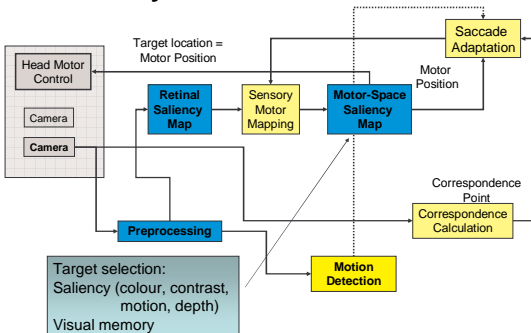 Saccade
Adaptation
Target location =
Motor Position
Head Motor
Control
Motor
Position
Retinal
Saliency
Map
Sensory
Motor
Mapping
Motor-Space
Saliency
Map
Camera
Camera
Correspondence
Point
Correspondence
Calculation
Preprocessing
Motion
Detection
Target selection:
Saliency (colour, contrast,
motion, depth)
Visual memory